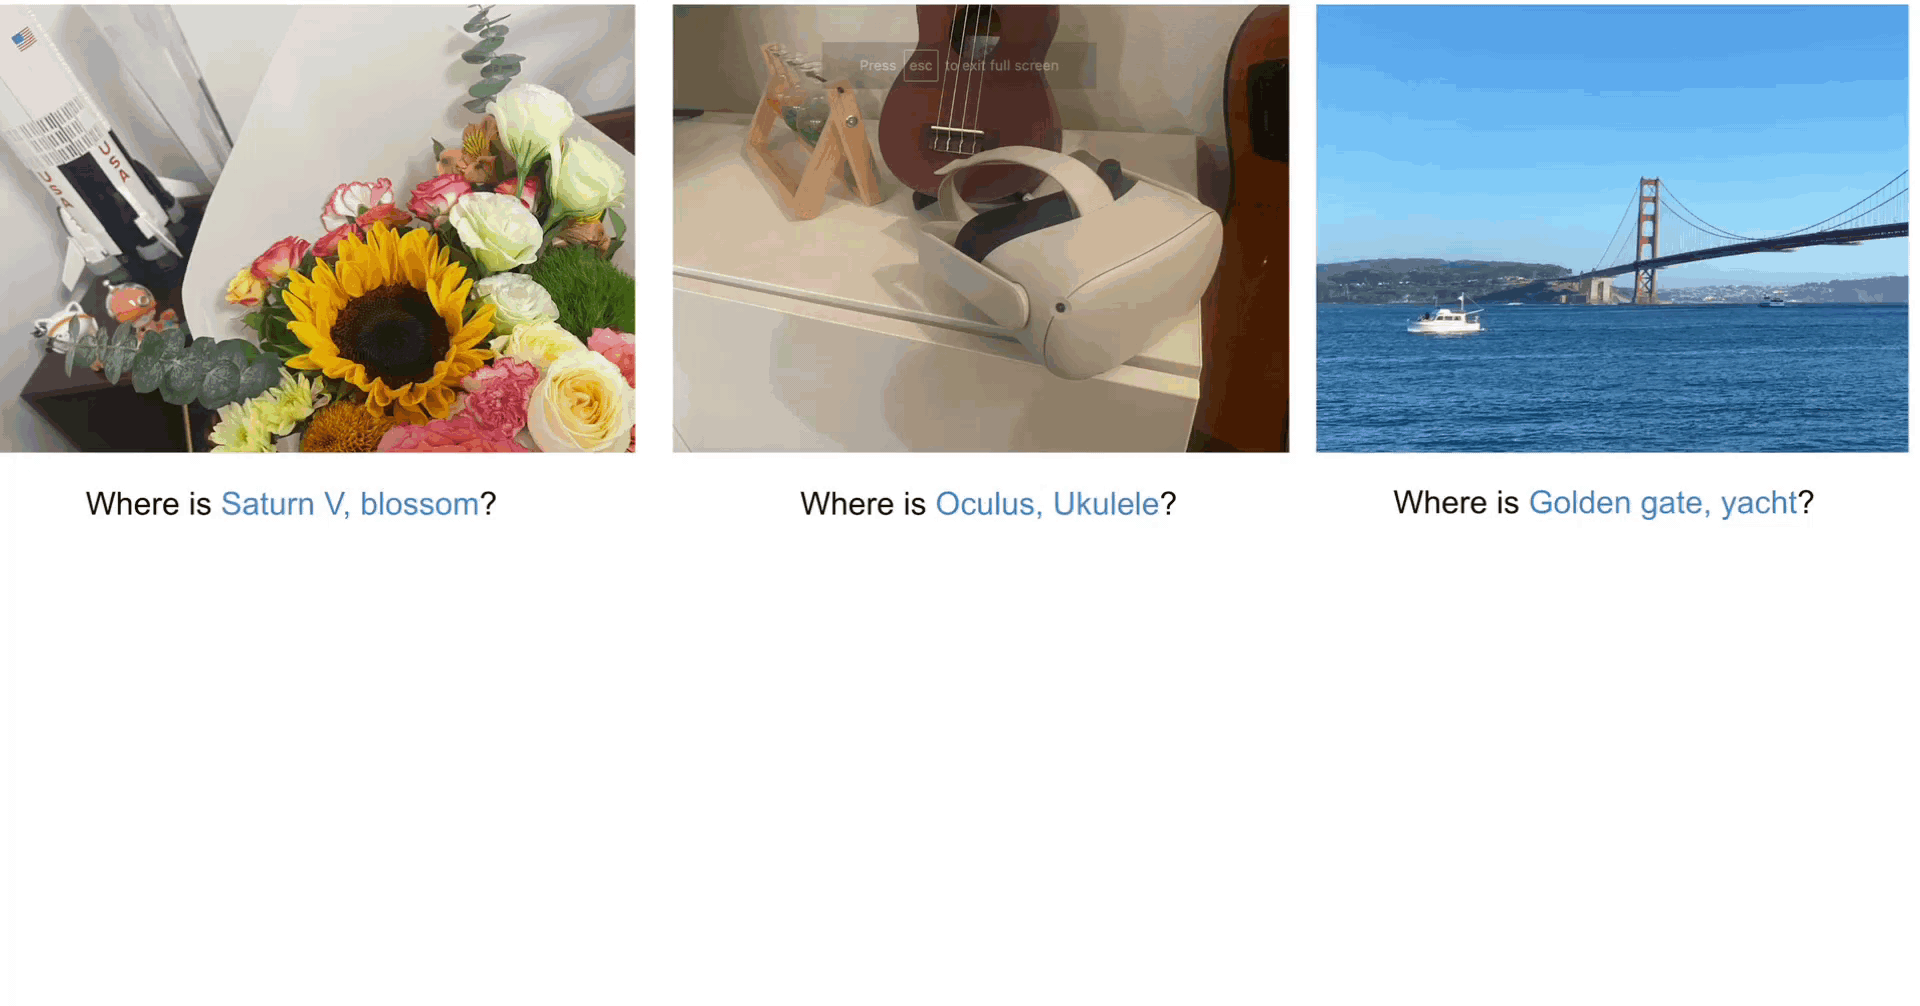 USA
USA
Press esc to exit full screen
Where is Saturn V, blossom?
Where is Oculus, Ukulele?
Where is Golden gate, yacht?